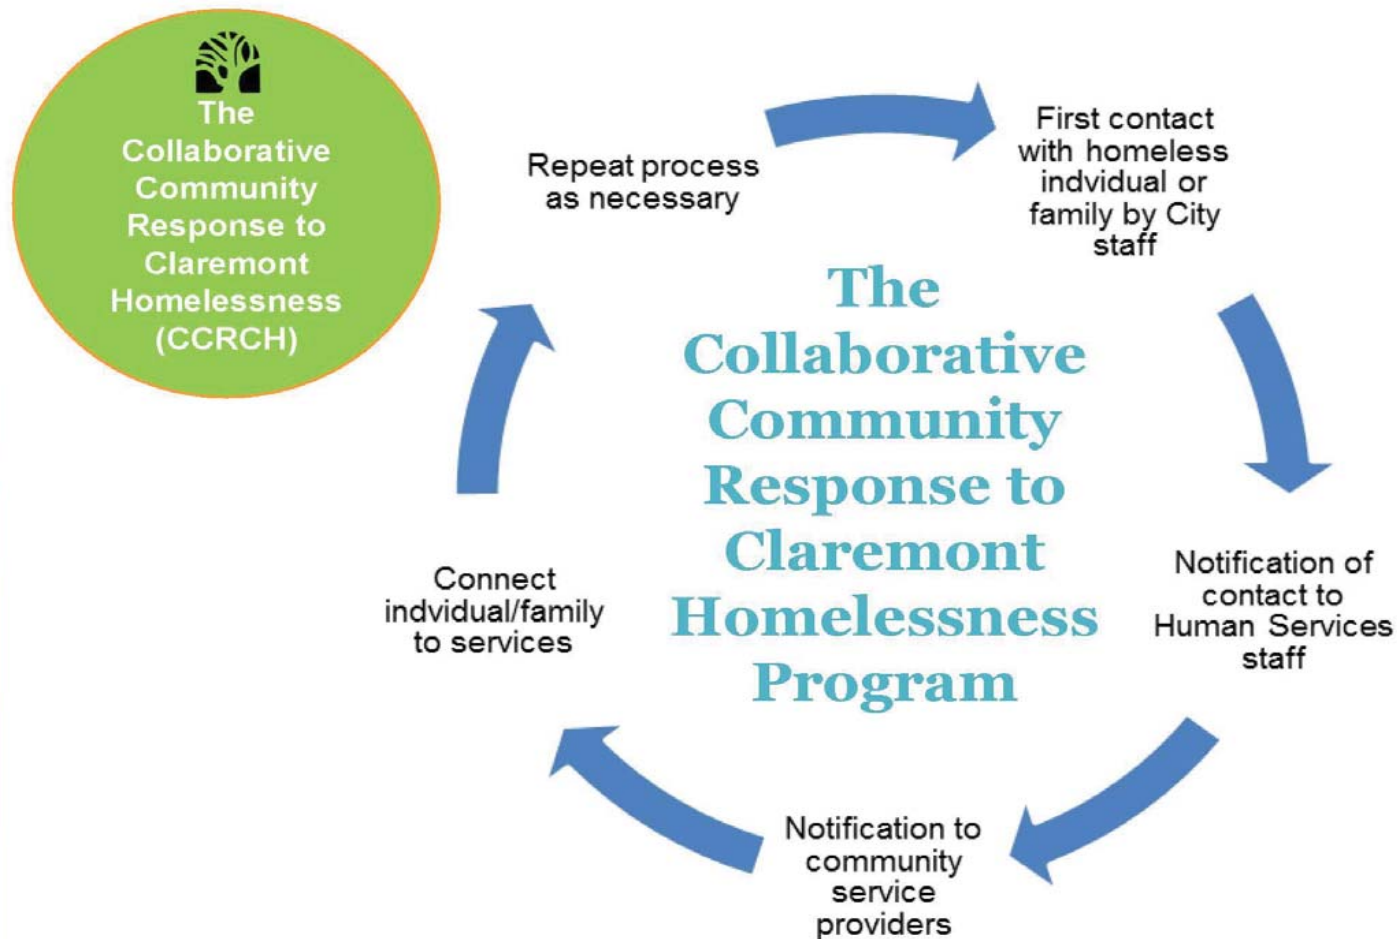 The
Collaborative
Community
Response to
Claremont
Homelessness
(CCRCH)
Repeat process
as necessary
First contact
with homeless
indvidual or
family by City
staff
The
Collaborative
Community
Response to
Claremont
Homelessness
Program
Connect
indvidual/family
to services
Notification of
contact to
Human Services
staff
Notification to
community
service
providers